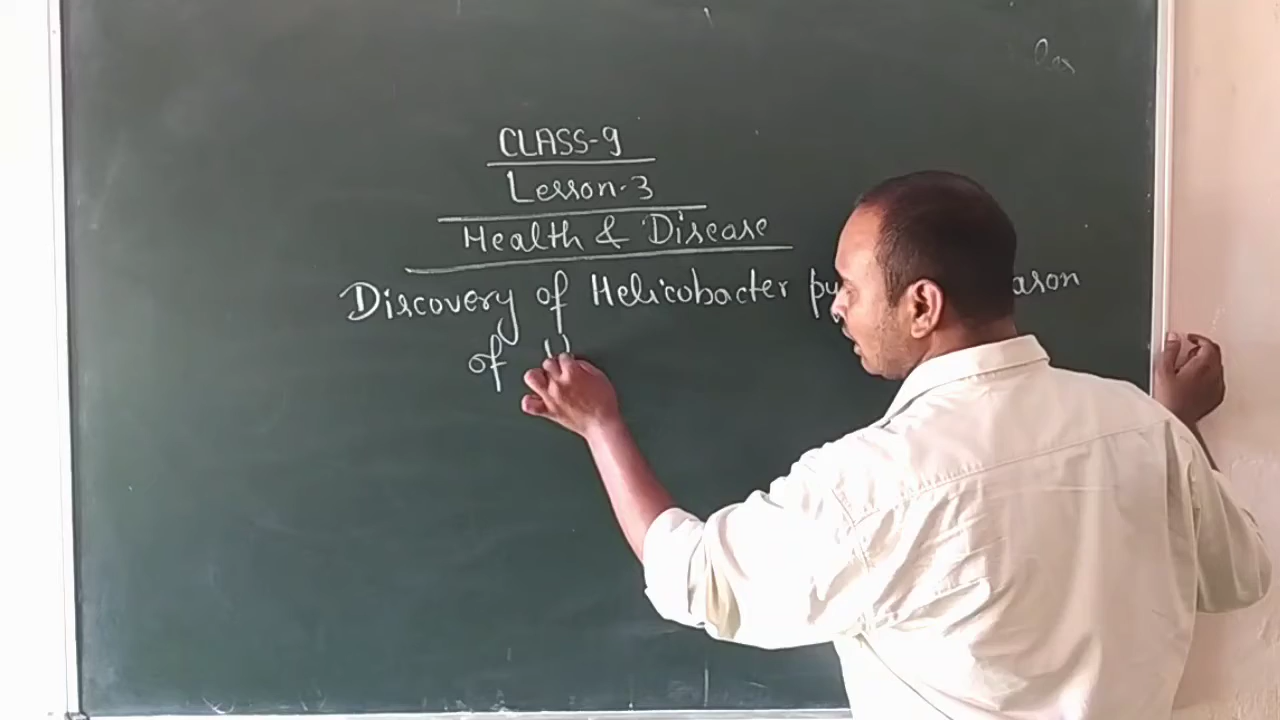 CLASS-9
Lesson-3
Health & Disease
Discovery of Helicobacter
of